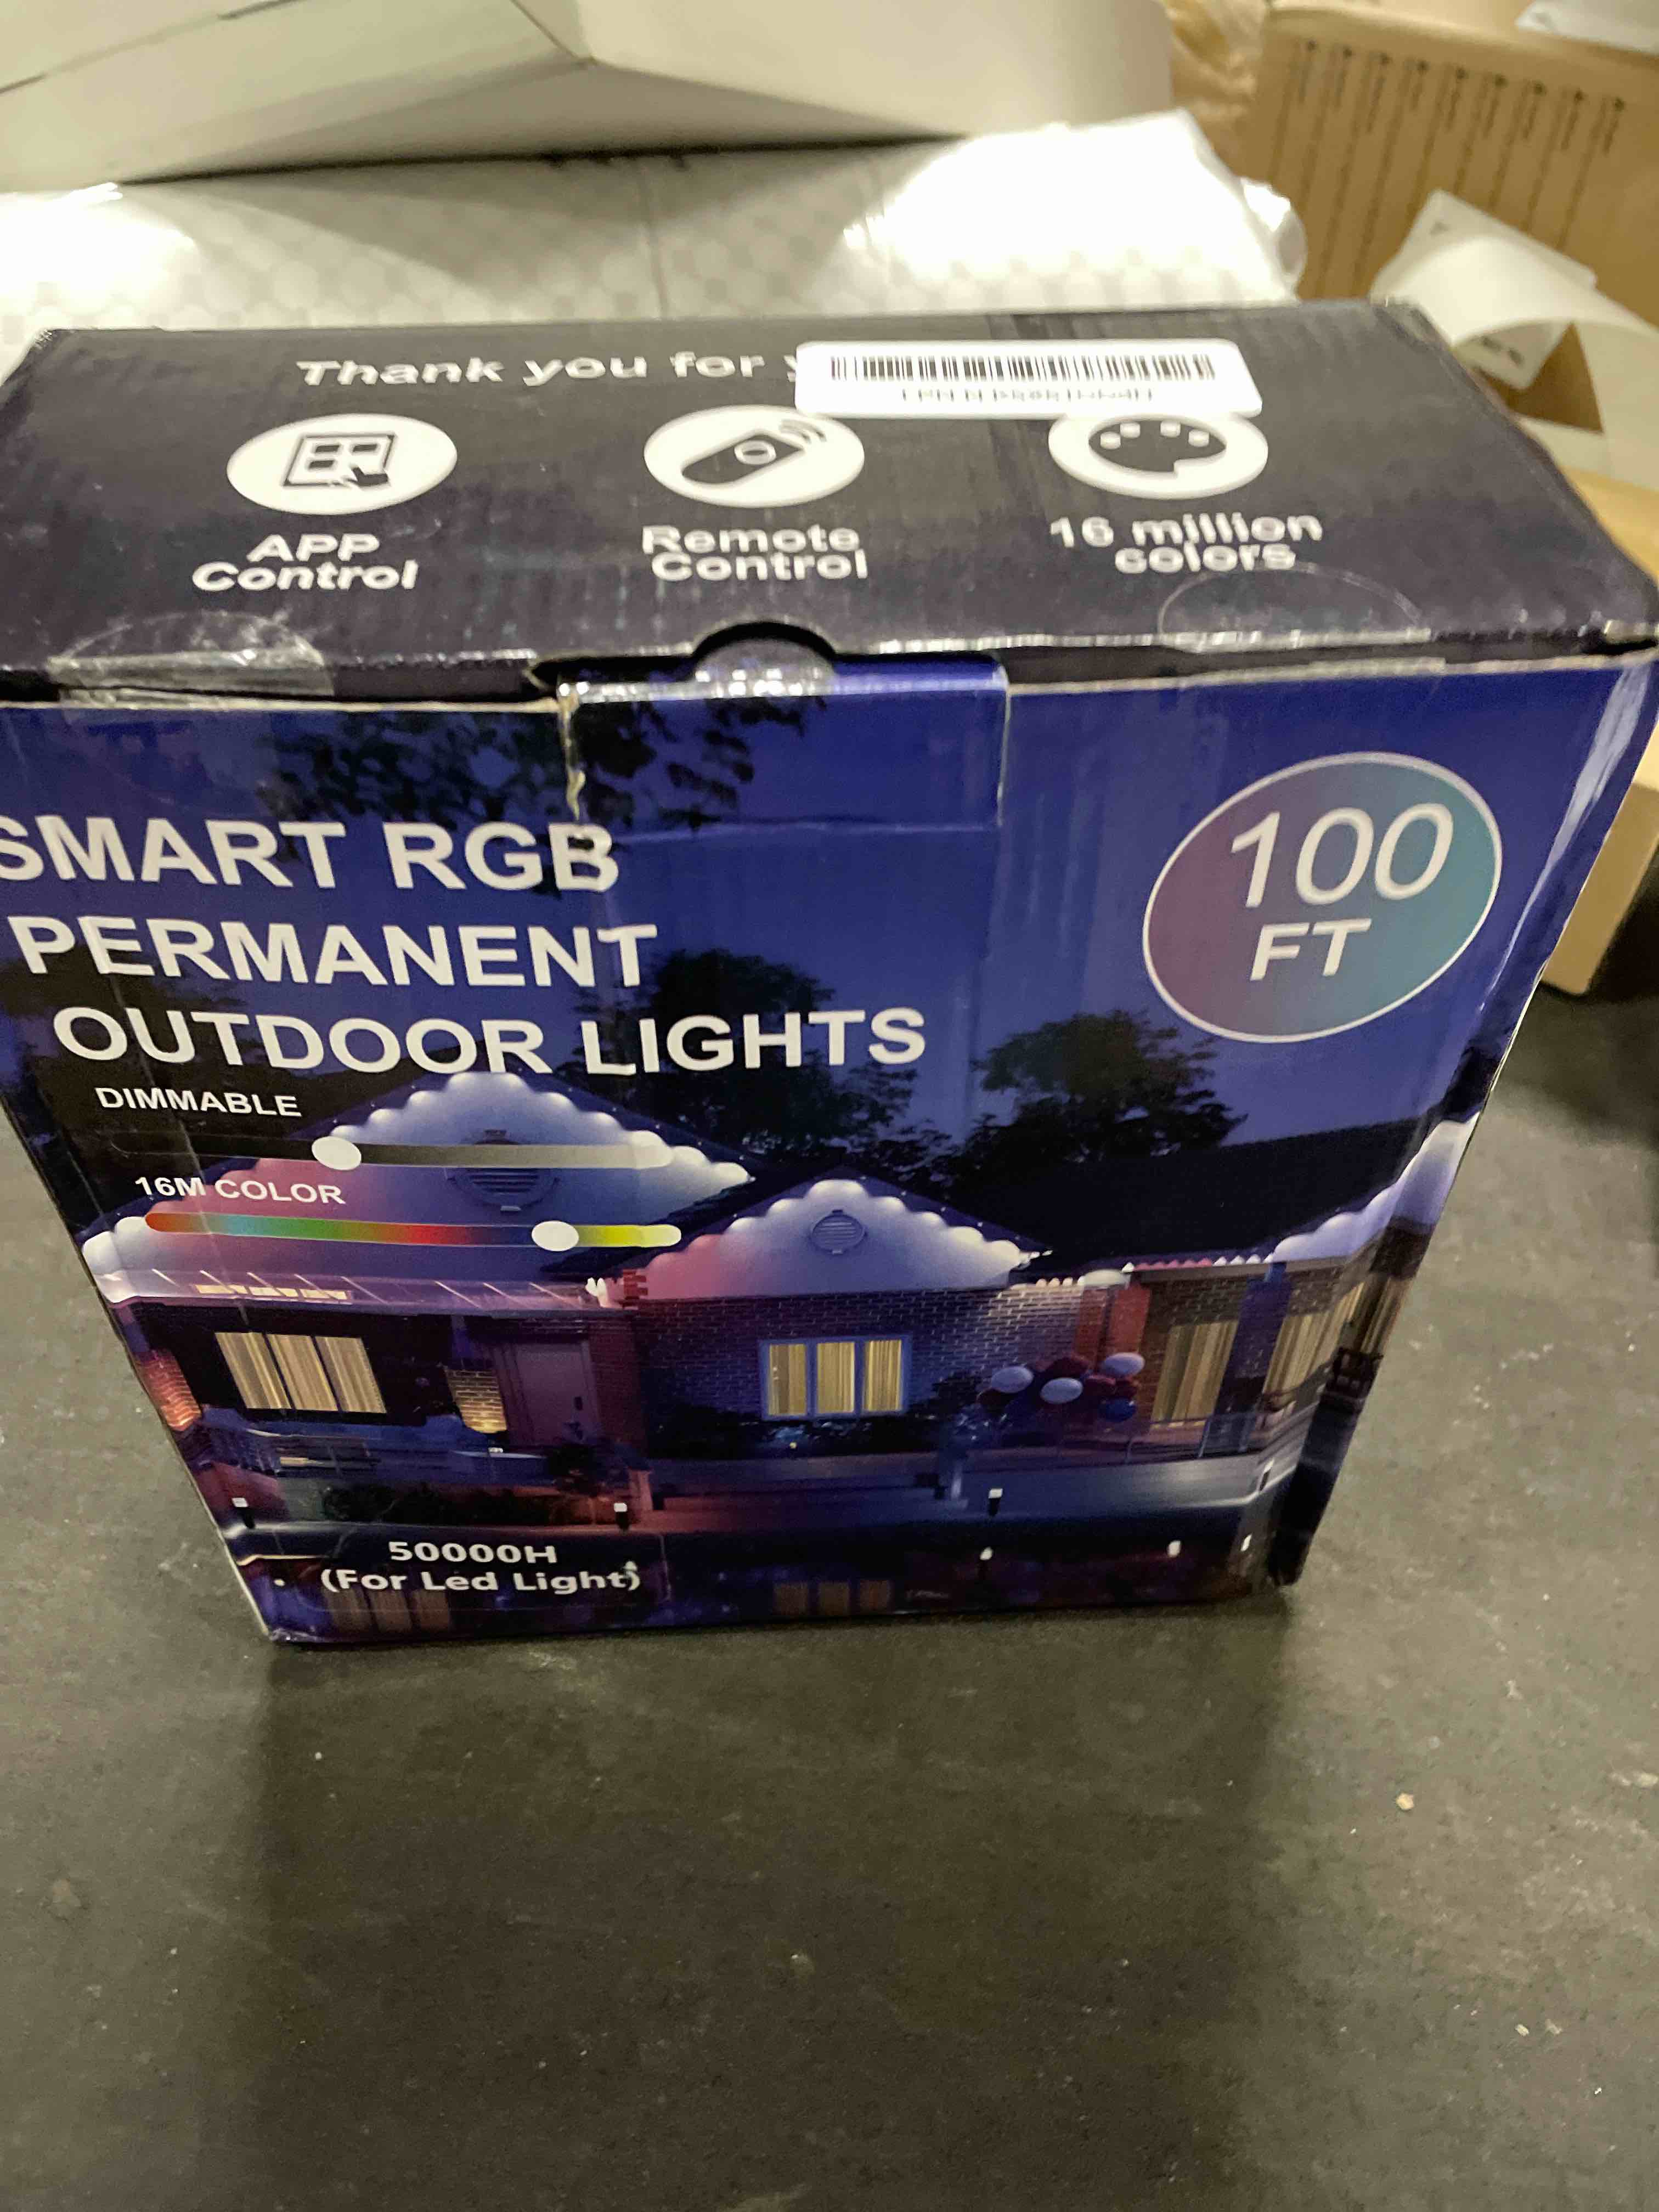 Thank you for
APP
Control
Remote
Control
16 million
colors
SMART RGB
PERMANENT
OUTDOOR LIGHTS
100
FT
DIMMABLE
16M COLOR
50000H
(For Led Light)